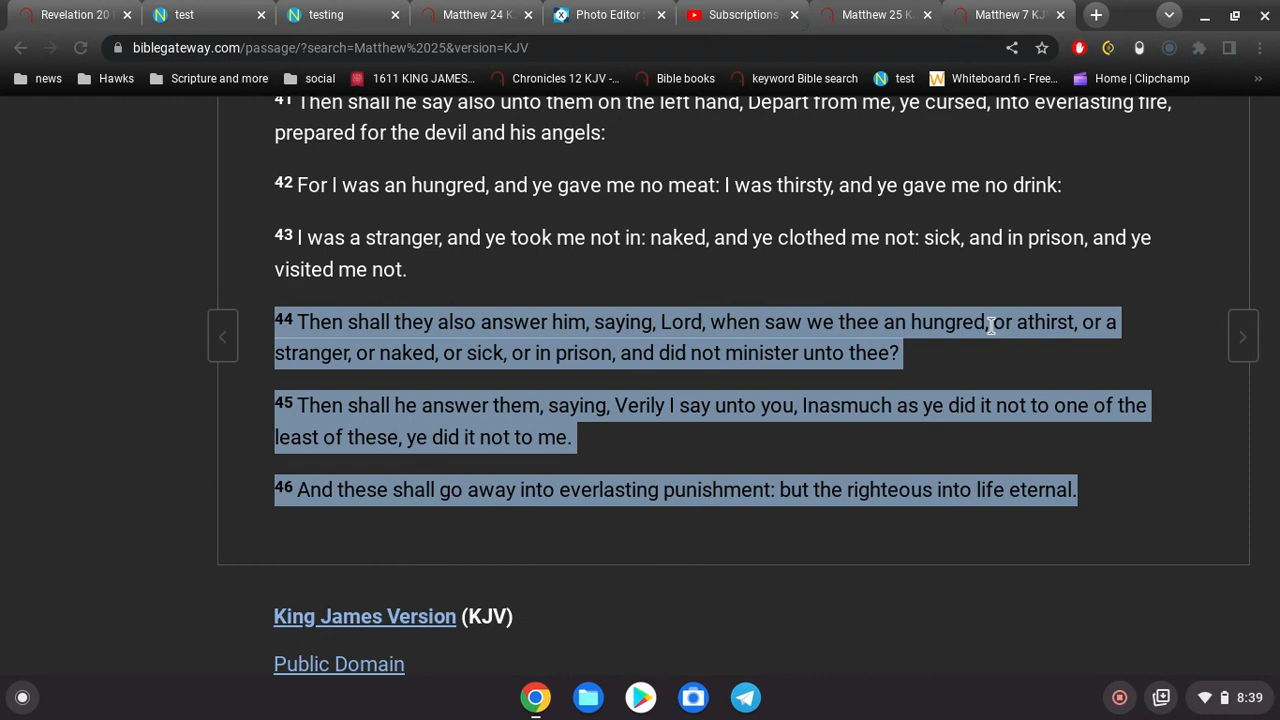 Revelation 20
test
testing
Matthew 24 K
Photo Editor :
Subscriptions
Matthew 25 K
Matthew 7 KJ
biblegateway.com/passage/?search=Matthew%2025&version=KJV
news
Hawks
Scripture and more
social
1611 KING JAMES...
Chronicles 12 KJV -...
Bible books
keyword Bible search
test
Whiteboard.fi - Free...
Home | Clipchamp
»
41 Then shall he say also unto them on the left hand, Depart from me, ye cursed, into everlasting fire,
prepared for the devil and his angels:
42 For I was an hungred, and ye gave me no meat: I was thirsty, and ye gave me no drink:
43 I was a stranger, and ye took me not in: naked, and ye clothed me not: sick, and in prison, and ye
visited me not.
44 Then shall they also answer him, saying, Lord, when saw we thee an hungred, or athirst, or a
stranger, or naked, or sick, or in prison, and did not minister unto thee?
45 Then shall he answer them, saying, Verily I say unto you, Inasmuch as ye did it not to one of the
least of these, ye did it not to me.
46 And these shall go away into everlasting punishment: but the righteous into life eternal.
King James Version (KJV)
Public Domain
8:39